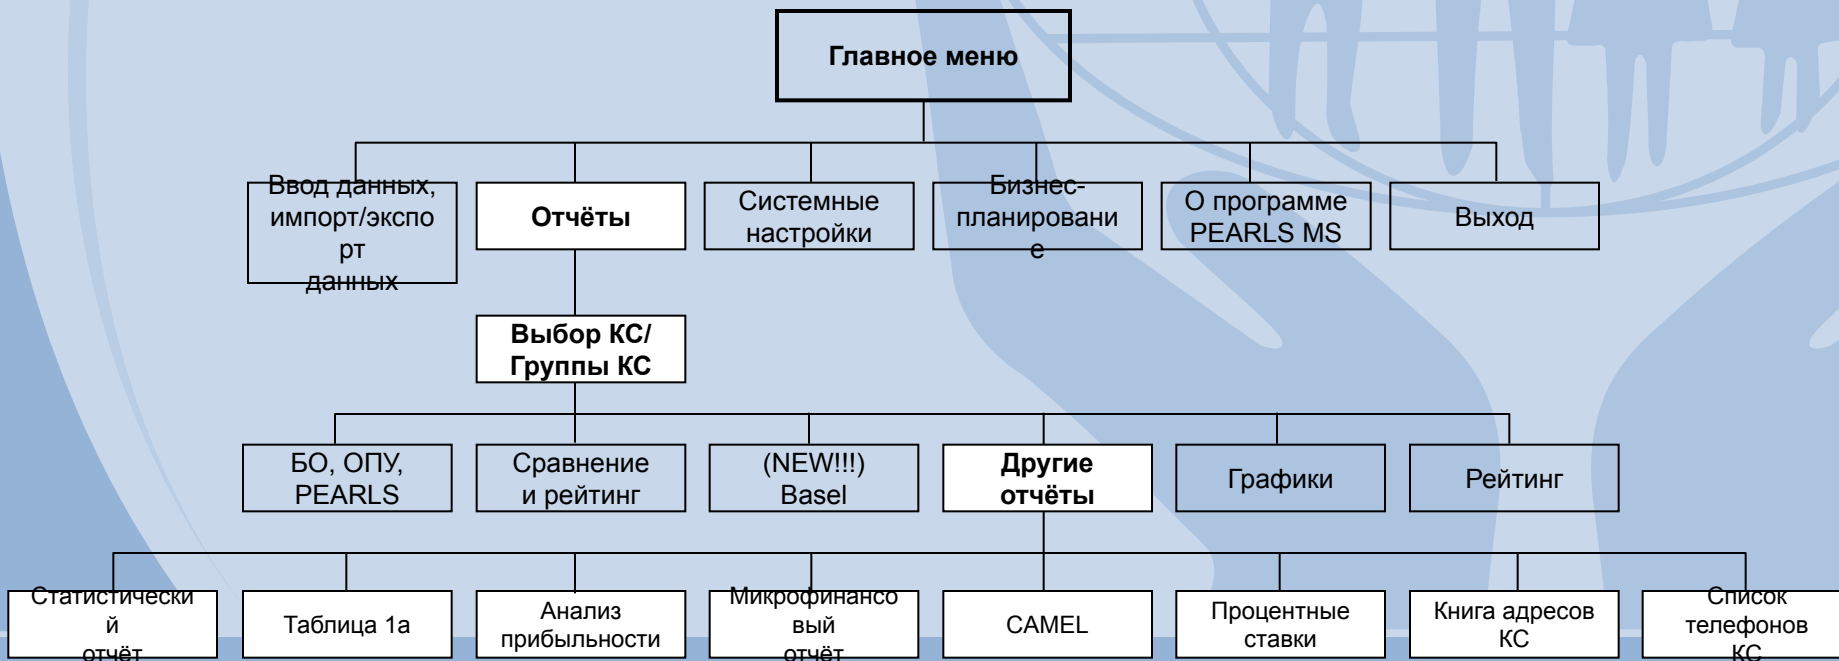 Главное меню
Ввод данных,
импорт/экспо
рт
данных
Отчёты
Системные
настройки
Бизнес-
планировани
е
О программе
PEARLS MS
Выход
Выбор КС/
Группы КС
БО, ОПУ,
PEARLS
Сравнение
и рейтинг
(NEW!!!)
Basel
Другие
отчёты
Графики
Рейтинг
Статистически
й
отчёт
Таблица 1а
Анализ
прибыльности
Микрофинансо
вый
отчёт
CAMEL
Процентные
ставки
Книга адресов
КС
Список
телефонов
КС